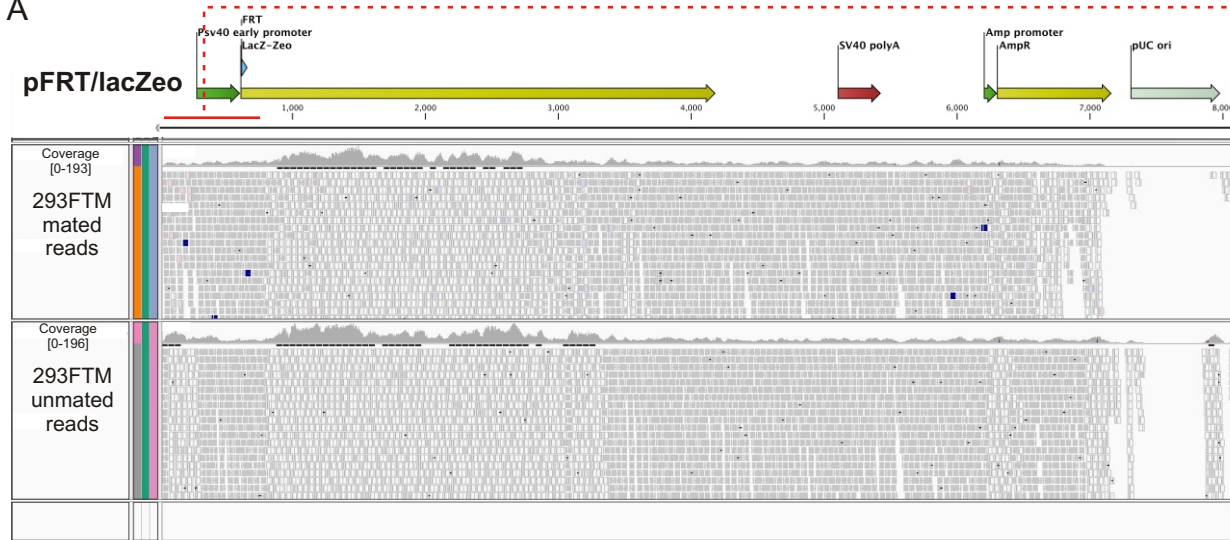 A
FRT
Psv40 early promoter
LacZ-Zeo
SV40 polyA
Amp promoter
AmpR
pUC ori
pFRT/lacZeo
1,000 2,000 3,000 4,000 5,000 6,000 7,000 8,0
Coverage
[0-193]
293FTM
mated
reads
Coverage
[0-196]
293FTM
unmated
reads